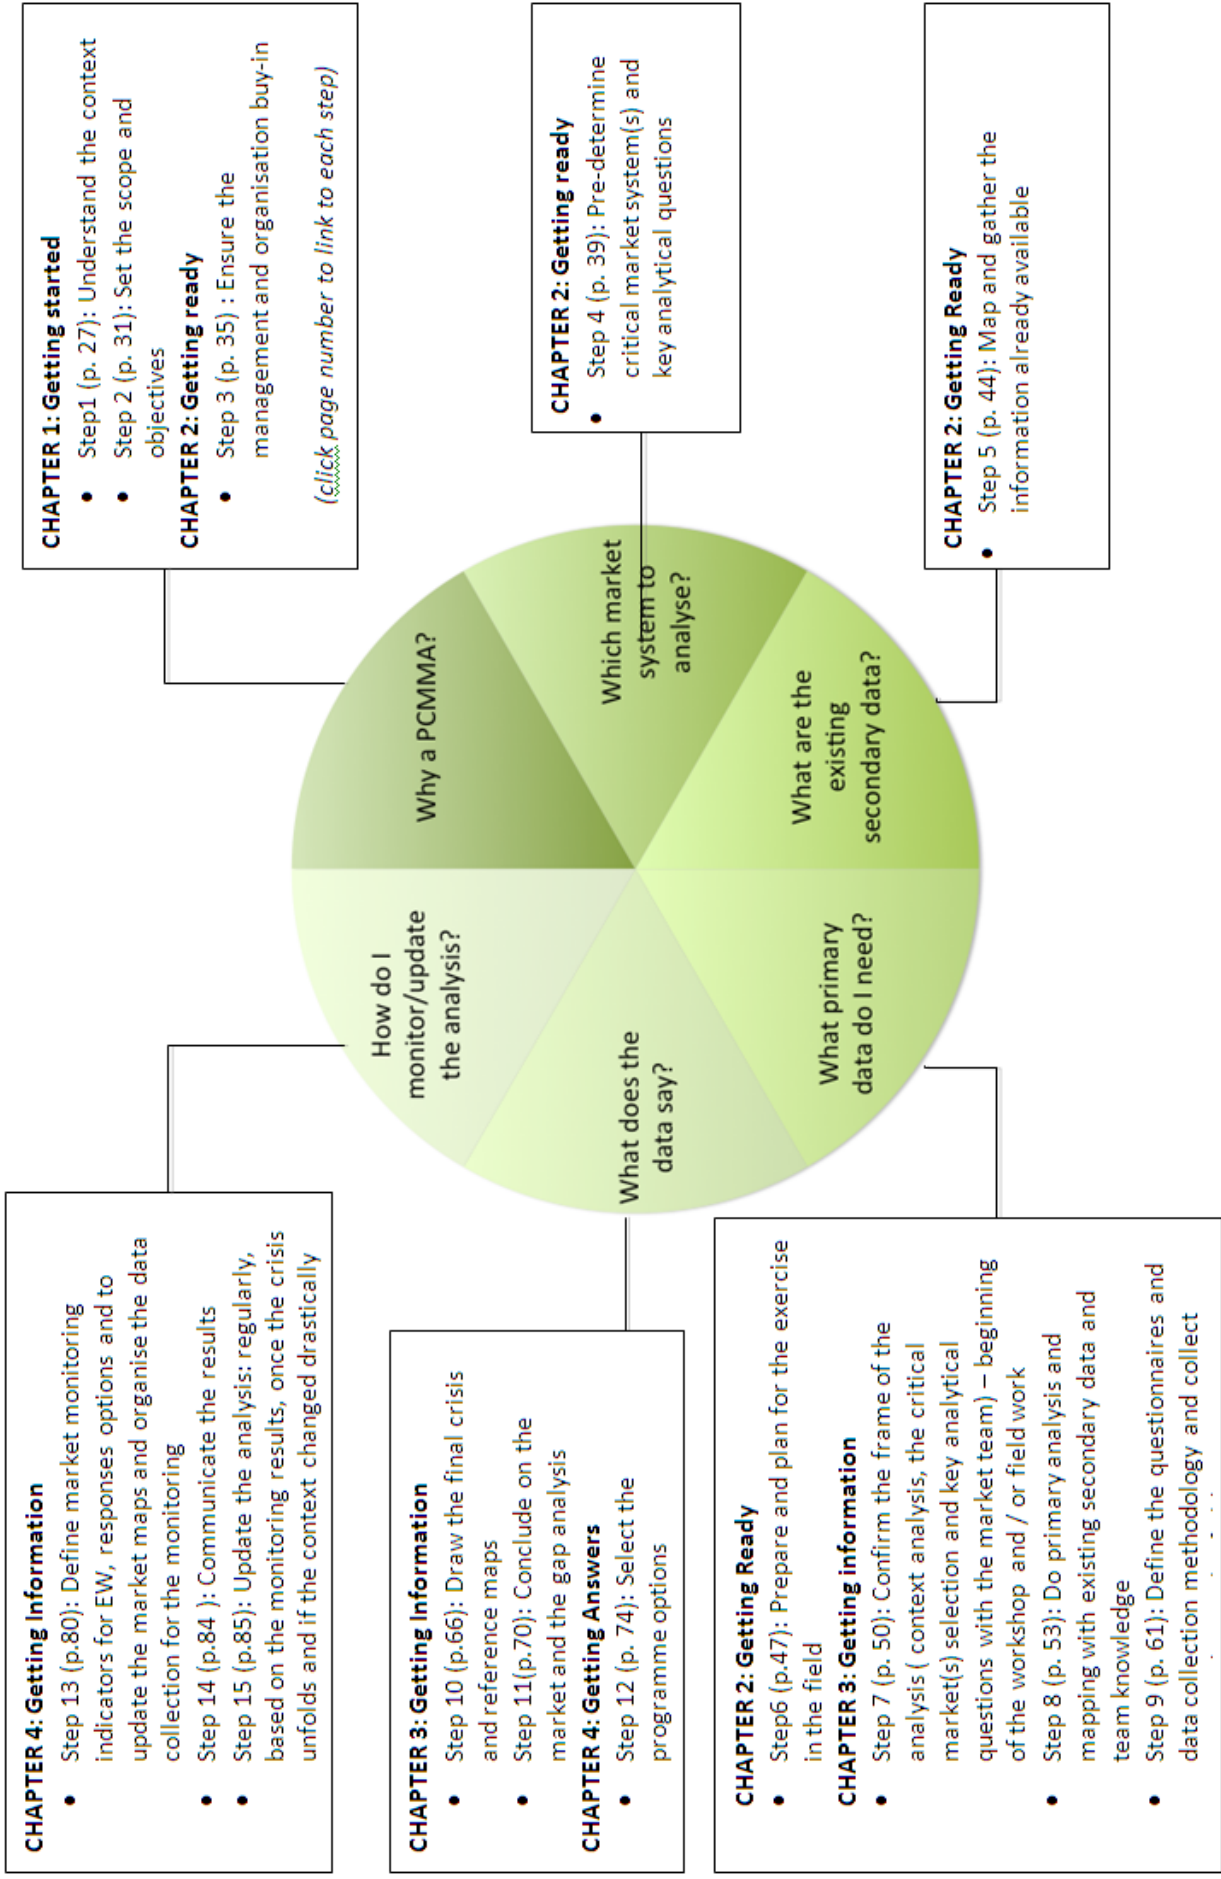 CHAPTER 4: Getting Information
• Step 13 (p.80): Define market monitoring
indicators for EW, responses options and to
update the market maps and organise the data
collection for the monitoring
• Step 14 (p.84 ): Communicate the results
• Step 15 (p.85): Update the analysis: regularly,
based on the monitoring results, once the crisis
unfolds and if the context changed drastically
CHAPTER 1: Getting started
• Step1 (p. 27): Understand the context
• Step 2 (p. 31): Set the scope and
objectives
CHAPTER 2: Getting ready
• Step 3 (p. 35) : Ensure the
management and organisation buy-in
(click page number to link to each step)
How do I
monitor/update
the analysis?
Why a PCMMA?
CHAPTER 3: Getting Information
• Step 10 (p.66): Draw the final crisis
and reference maps
• Step 11(p.70): Conclude on the
market and the gap analysis
CHAPTER 4: Getting Answers
• Step 12 (p. 74): Select the
programme options
What does the
data say?
Which market
system to
analyse?
CHAPTER 2: Getting ready
• Step 4 (p. 39): Pre-determine
critical market system(s) and
key analytical questions
CHAPTER 2: Getting Ready
• Step6 (p.47): Prepare and plan for the exercise
in the field
CHAPTER 3: Getting information
• Step 7 (p. 50): Confirm the frame of the
analysis ( context analysis, the critical
market(s) selection and key analytical
questions with the market team) – beginning
of the workshop and / or field work
• Step 8 (p. 53): Do primary analysis and
mapping with existing secondary data and
team knowledge
• Step 9 (p. 61): Define the questionnaires and
data collection methodology and collect
What primary
data do I need?
What are the
existing
secondary data?
CHAPTER 2: Getting Ready
• Step 5 (p. 44): Map and gather the
information already available